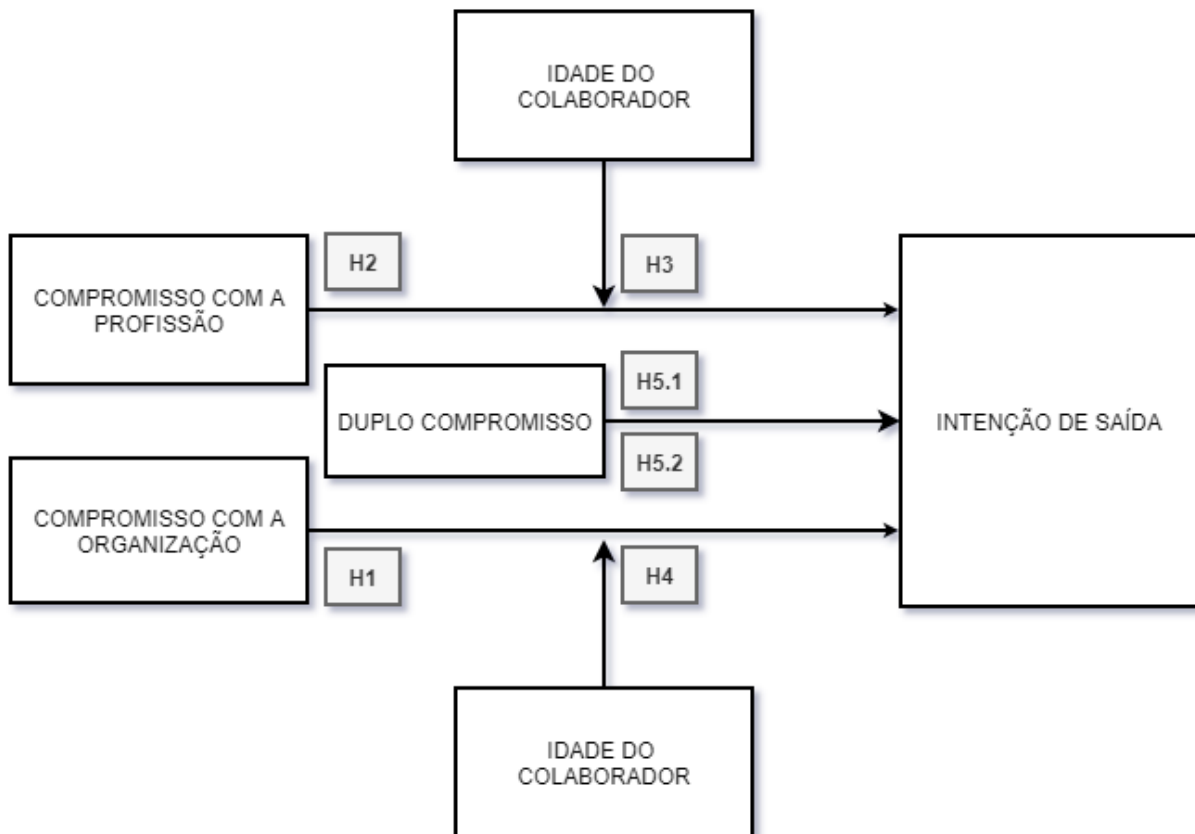 IDADE DO
COLABORADOR
H2
H3
COMPROMISSO COM A
PROFISSÃO
H5.1
DUPLO COMPROMISSO
INTENÇÃO DE SAÍDA
H5.2
COMPROMISSO COM A
ORGANIZAÇÃO
H1
H4
IDADE DO
COLABORADOR